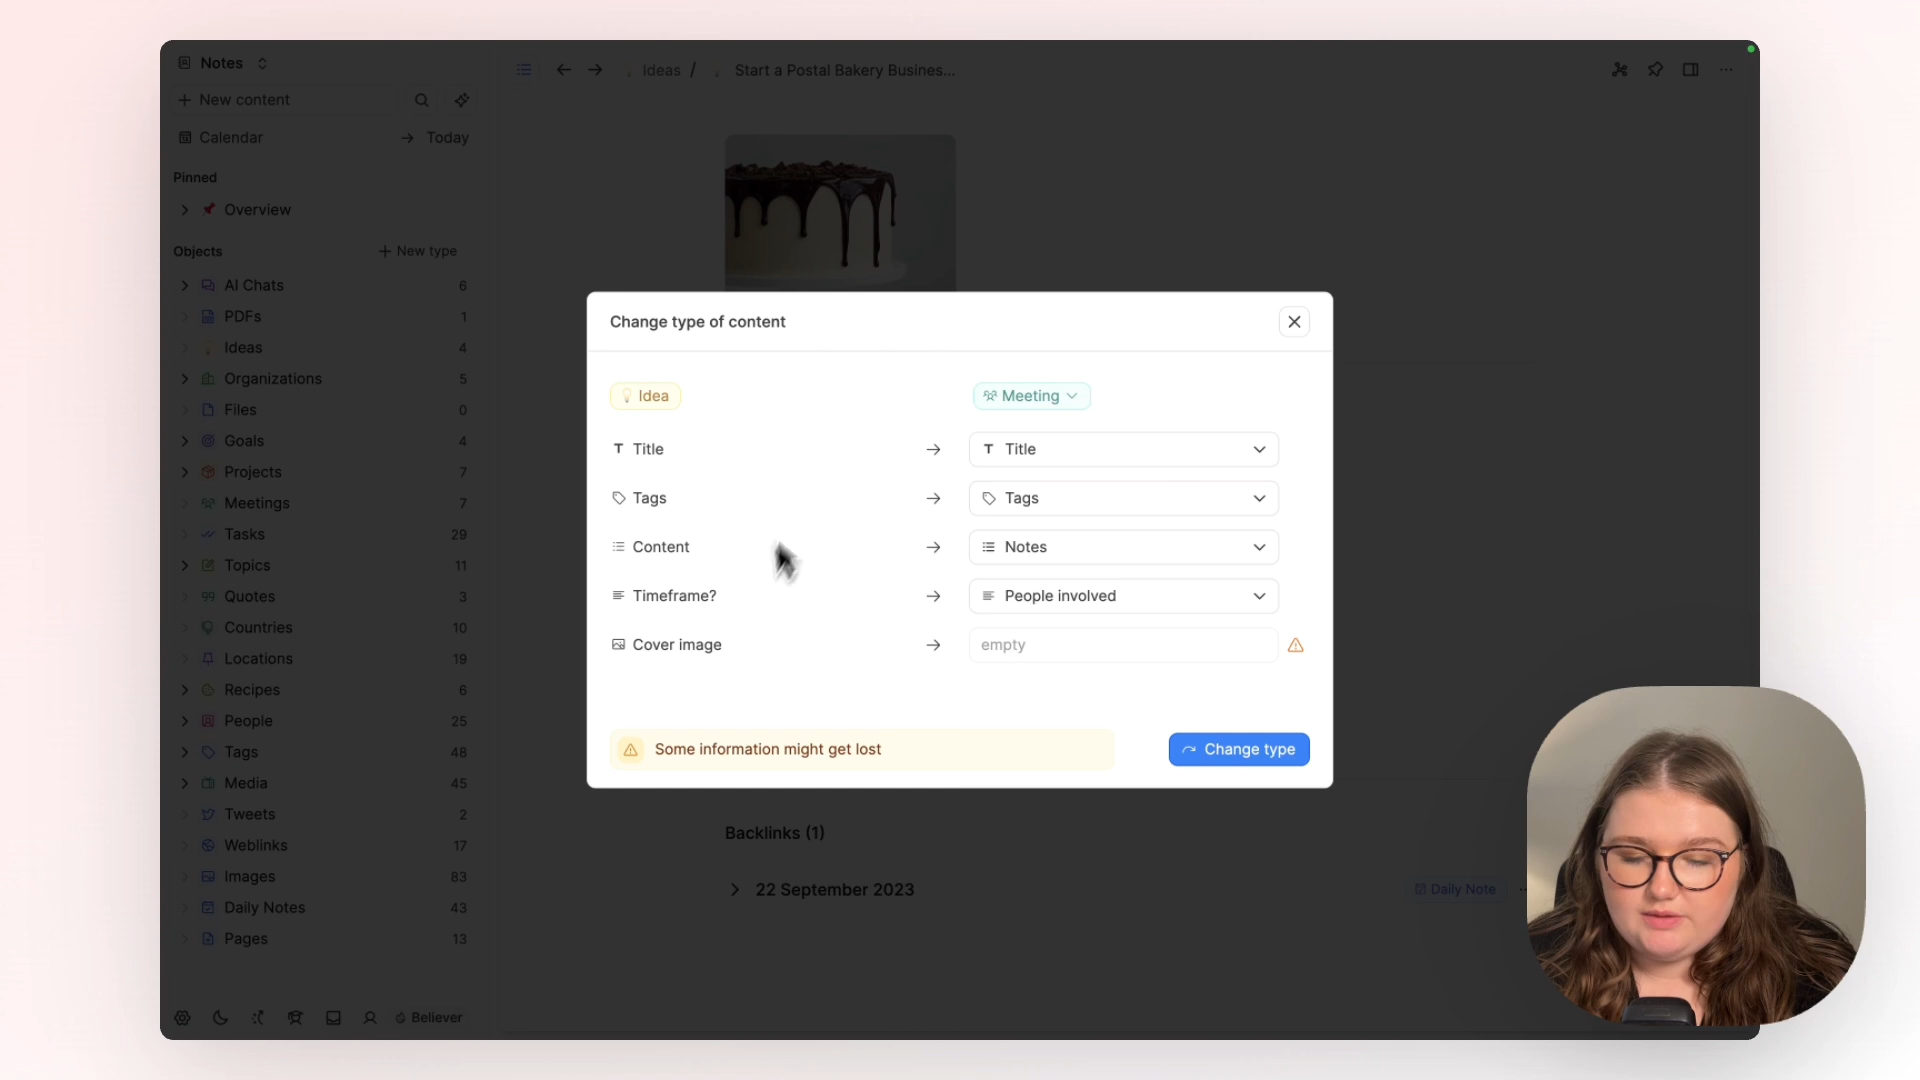 Notes
Ideas / Start a Postal Bakery Busines...
New content
Calendar
Today
Pinned
Overview
Objects
New type
AI Chats 6
PDFs 1
Ideas 4
Organizations 5
Files 0
Goals 4
Projects 7
Meetings 7
Tasks 29
Topics 11
Quotes 3
Countries 10
Locations 19
Recipes 6
People 25
Tags 48
Media 45
Tweets 2
Weblinks 17
Images 83
Daily Notes 43
Pages 13
Believer
Change type of content
Idea
Meeting
Title
Title
Tags
Tags
Content
Notes
Timeframe?
People involved
Cover image
empty
Some information might get lost
Change type
Backlinks (1)
22 September 2023
Daily Note